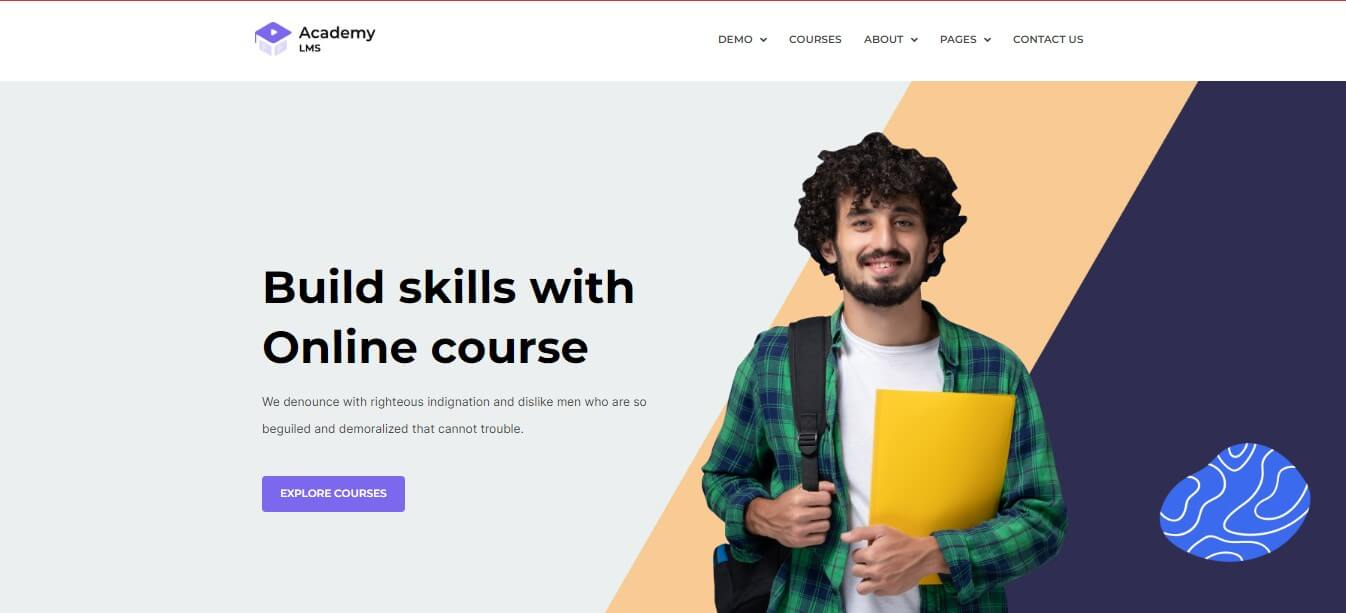 Academy
LMS
DEMO
COURSES
ABOUT
PAGES
CONTACT US
Build skills with
Online course
We denounce with righteous indignation and dislike men who are so
beguiled and demoralized that cannot trouble.
EXPLORE COURSES